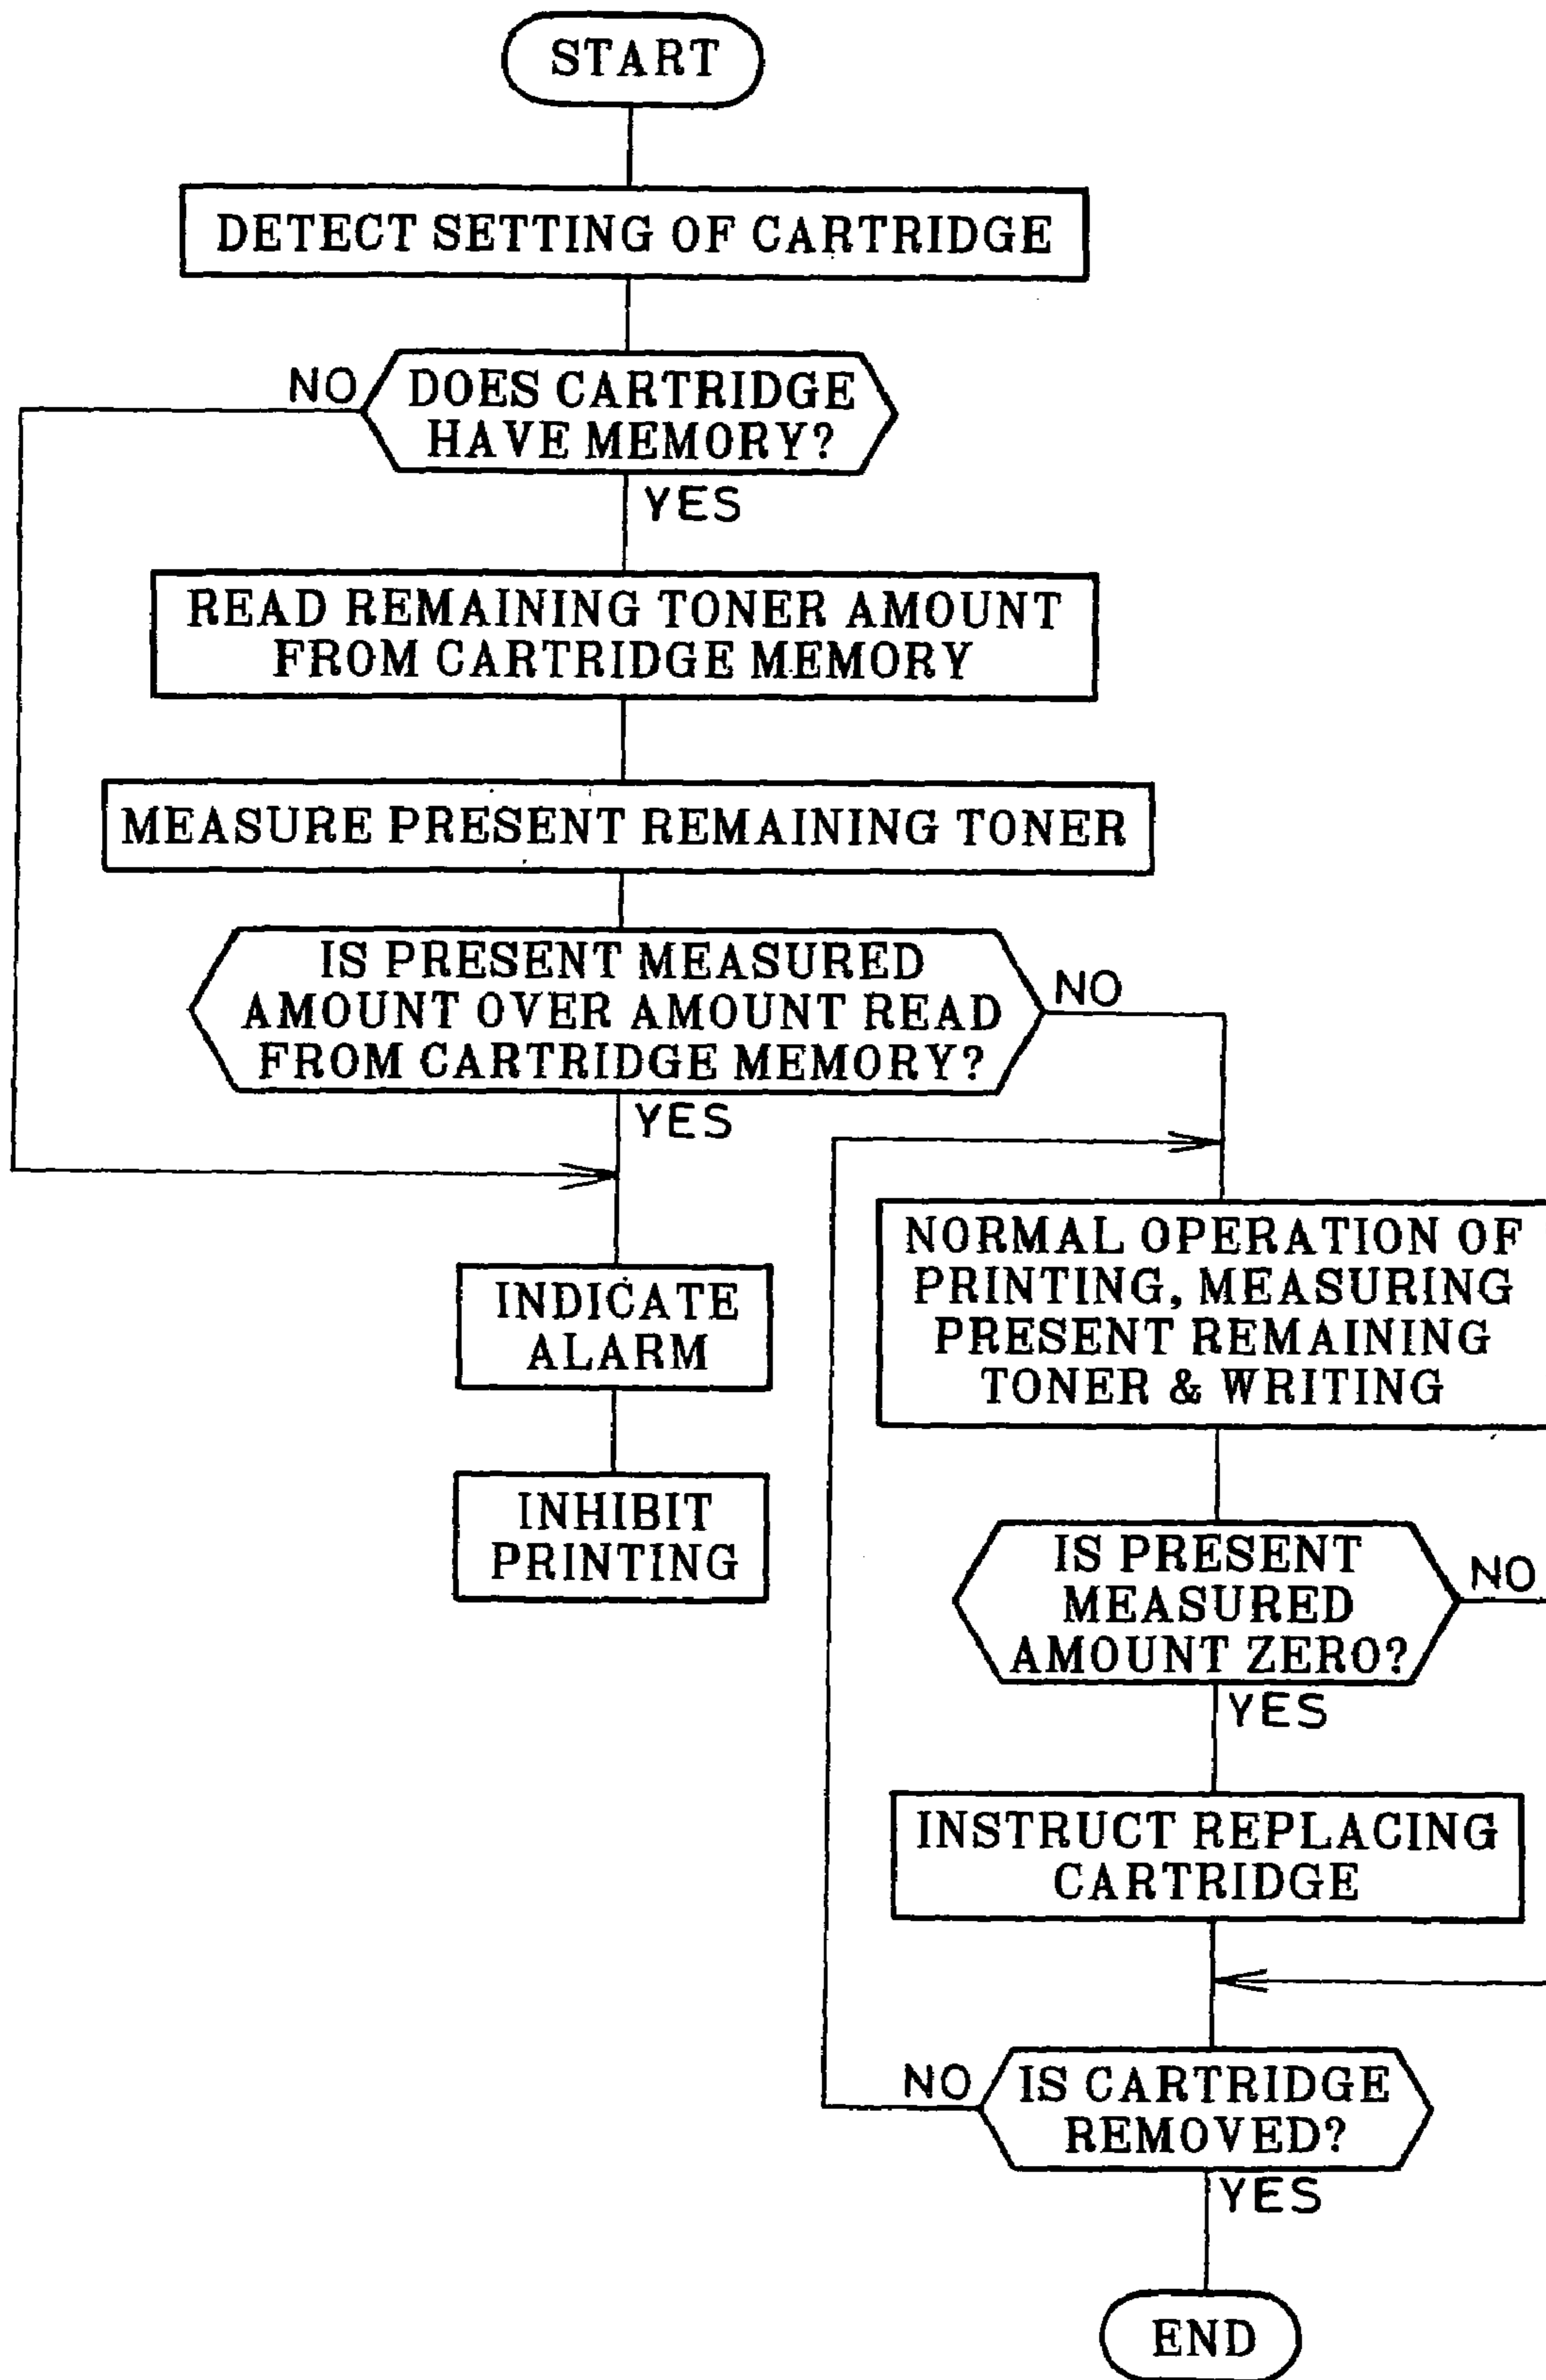 START
DETECT SETTING OF CARTRIDGE
NO
DOES CARTRIDGE
HAVE MEMORY?
YES
READ REMAINING TONER AMOUNT
FROM CARTRIDGE MEMORY
MEASURE PRESENT REMAINING TONER
IS PRESENT MEASURED
AMOUNT OVER AMOUNT READ
FROM CARTRIDGE MEMORY?
NO
YES
INDICATE
ALARM
INHIBIT
PRINTING
NORMAL OPERATION OF
PRINTING, MEASURING
PRESENT REMAINING
TONER & WRITING
IS PRESENT
MEASURED
AMOUNT ZERO?
NO
YES
INSTRUCT REPLACING
CARTRIDGE
NO
IS CARTRIDGE
REMOVED?
YES
END